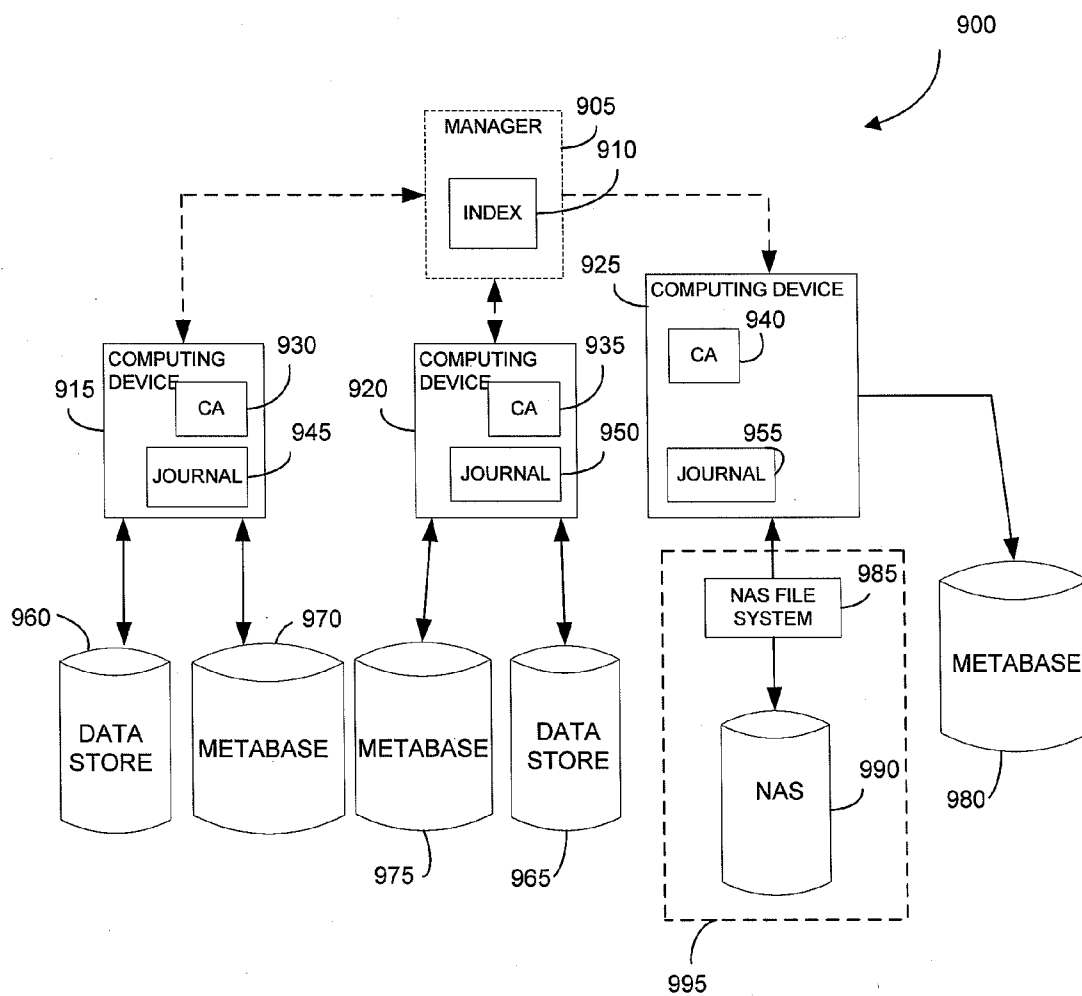 900
905
MANAGER
910
INDEX
925
COMPUTING DEVICE
940
CA
930
COMPUTING
DEVICE
915
CA
945
JOURNAL
935
COMPUTING
DEVICE
920
CA
950
JOURNAL
955
JOURNAL
985
NAS FILE
SYSTEM
960
970
DATA
STORE
METABASE
METABASE
DATA
STORE
METABASE
NAS
990
980
975
965
995